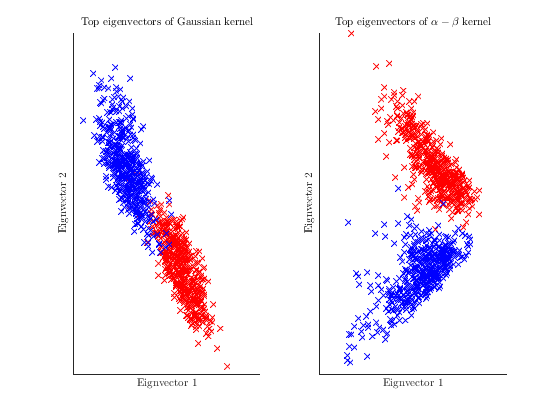 Top eigenvectors of Gaussian kernel
Eignvector 2
Eignvector 1
Top eigenvectors of α − β kernel
Eignvector 2
Eignvector 1